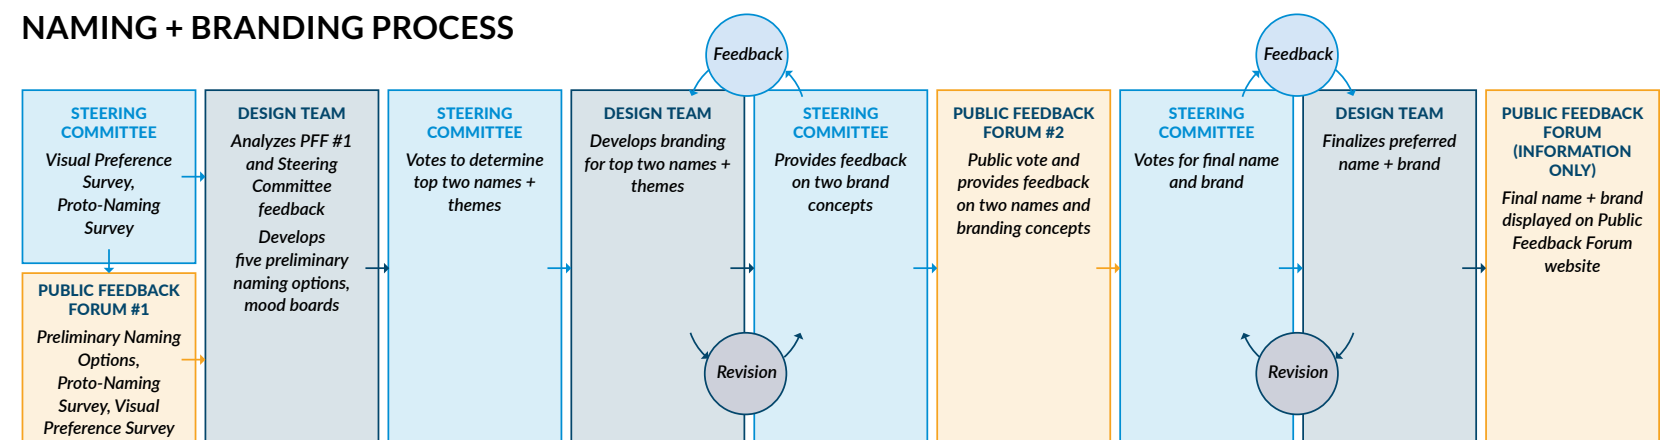 NAMING + BRANDING PROCESS
STEERING
COMMITTEE
Visual Preference
Survey,
Proto-Naming
Survey
PUBLIC FEEDBACK
FORUM #1
Preliminary Naming
Options,
Proto-Naming
Survey, Visual
Preference Survey
DESIGN TEAM
Analyzes PFF #1
and Steering
Committee
feedback
Develops
five preliminary
naming options,
mood boards
STEERING
COMMITTEE
Votes to determine
top two names +
themes
DESIGN TEAM
Develops branding
for top two names +
themes
Feedback
Revision
STEERING
COMMITTEE
Provides feedback
on two brand
concepts
PUBLIC FEEDBACK
FORUM #2
Public vote and
provides feedback
on two names and
branding concepts
STEERING
COMMITTEE
Votes for final name
and brand
Feedback
Revision
DESIGN TEAM
Finalizes preferred
name + brand
PUBLIC FEEDBACK
FORUM
(INFORMATION
ONLY)
Final name + brand
displayed on Public
Feedback Forum
website